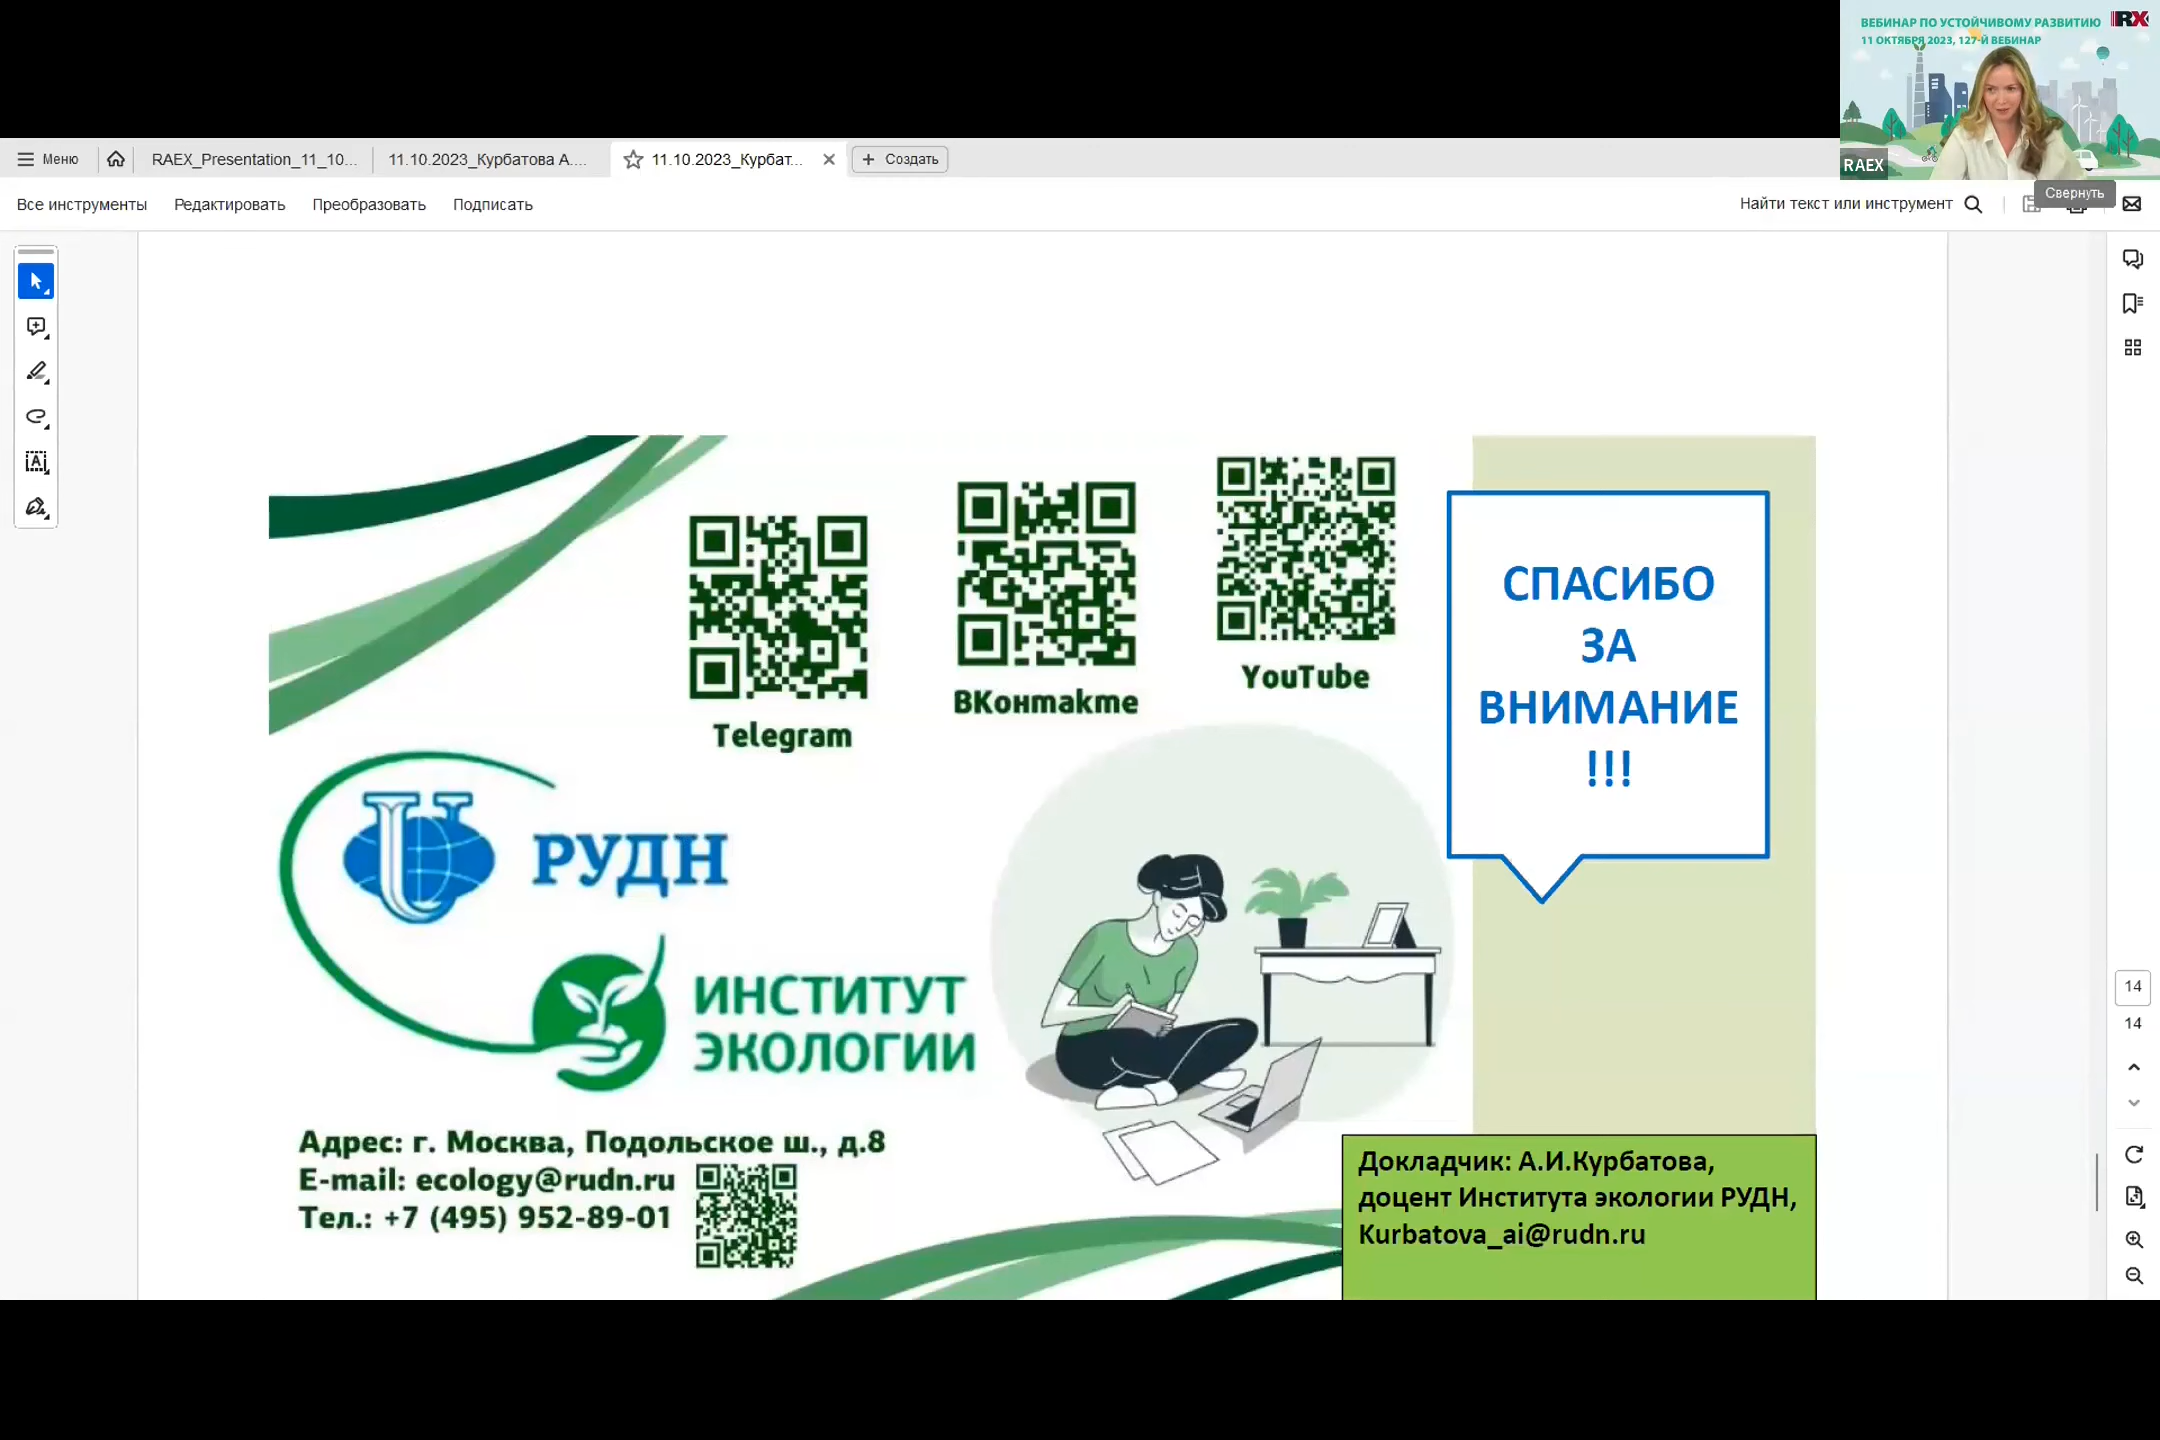 ВЕБИНАР ПО УСТОЙЧИВОМУ РАЗВИТИЮ
11 ОКТЯБРЯ 2023, 127-Й ВЕБИНАР
RX
RAEX
Свернуть
Меню
RAEX_Presentation_11_10...
11.10.2023_Курбатова А....
11.10.2023_Курбат...
Создать
Все инструменты
Редактировать
Преобразовать
Подписать
Найти текст или инструмент
Telegram
ВКонтакте
YouTube
СПАСИБО
ЗА
ВНИМАНИЕ
!!!
РУДН
ИНСТИТУТ
ЭКОЛОГИИ
Адрес: г. Москва, Подольское ш., д.8
E-mail: ecology@rudn.ru
Тел.: +7 (495) 952-89-01
Докладчик: А.И.Курбатова,
доцент Института экологии РУДН,
Kurbatova_ai@rudn.ru
14
14